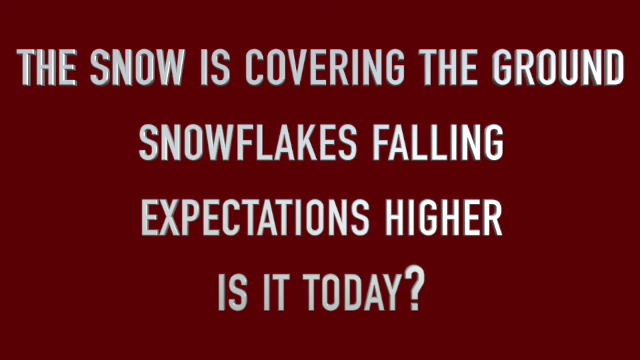 THE SNOW IS COVERING THE GROUND
SNOWFLAKES FALLING
EXPECTATIONS HIGHER
IS IT TODAY?